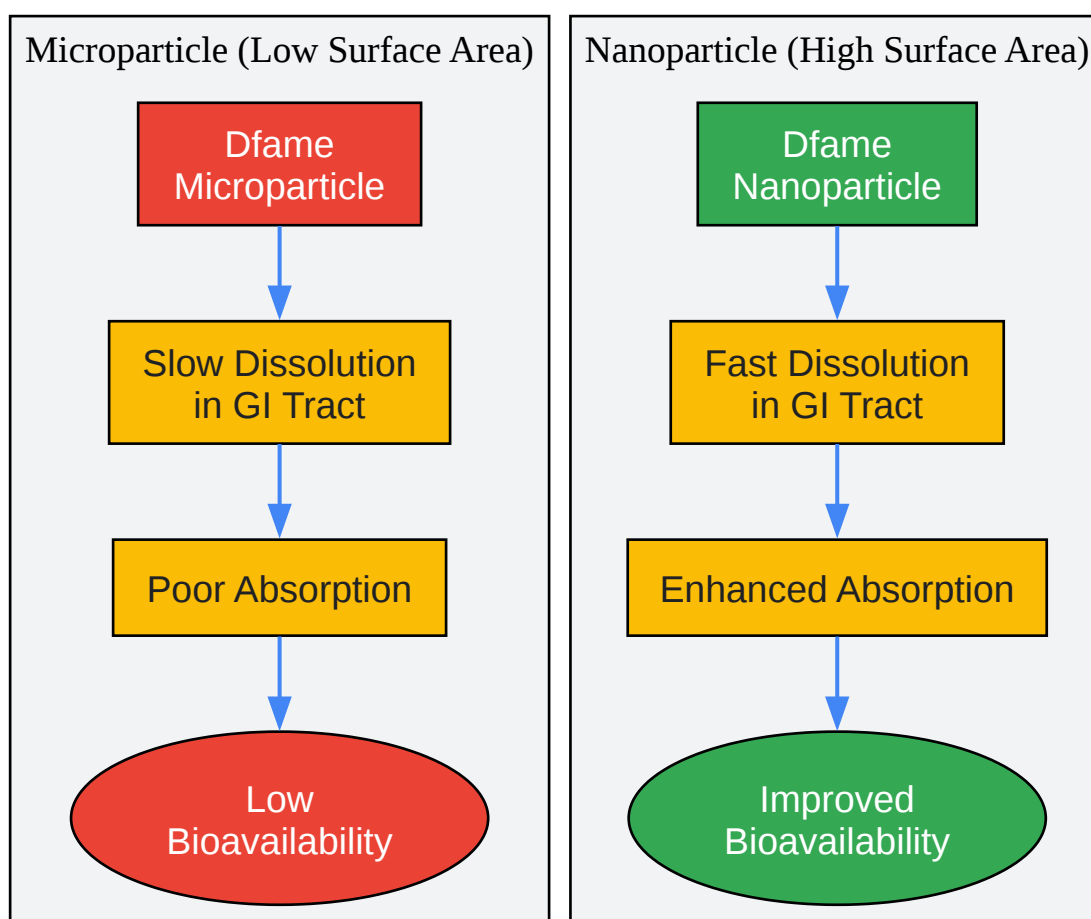 Microparticle (Low Surface Area)
Dfame
Microparticle
Slow Dissolution
in GI Tract
Poor Absorption
Low
Bioavailability
Nanoparticle (High Surface Area)
Dfame
Nanoparticle
Fast Dissolution
in GI Tract
Enhanced Absorption
Improved
Bioavailability